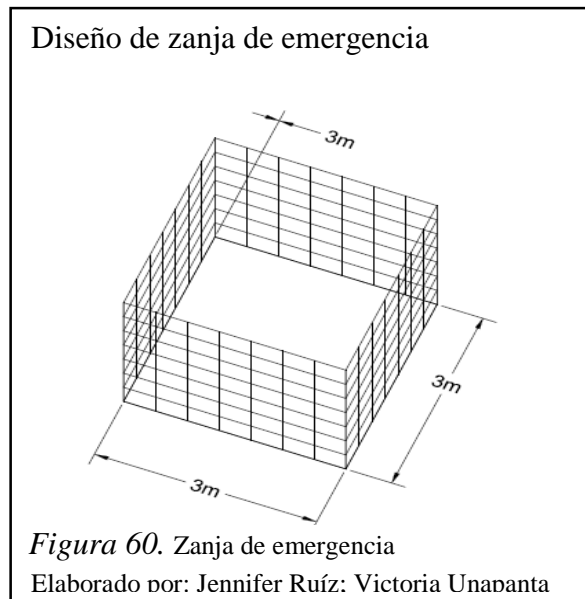 Diseño de zanja de emergencia
3m
3m
3m
Figura 60. Zanja de emergencia
Elaborado por: Jennifer Ruíz; Victoria Unapanta